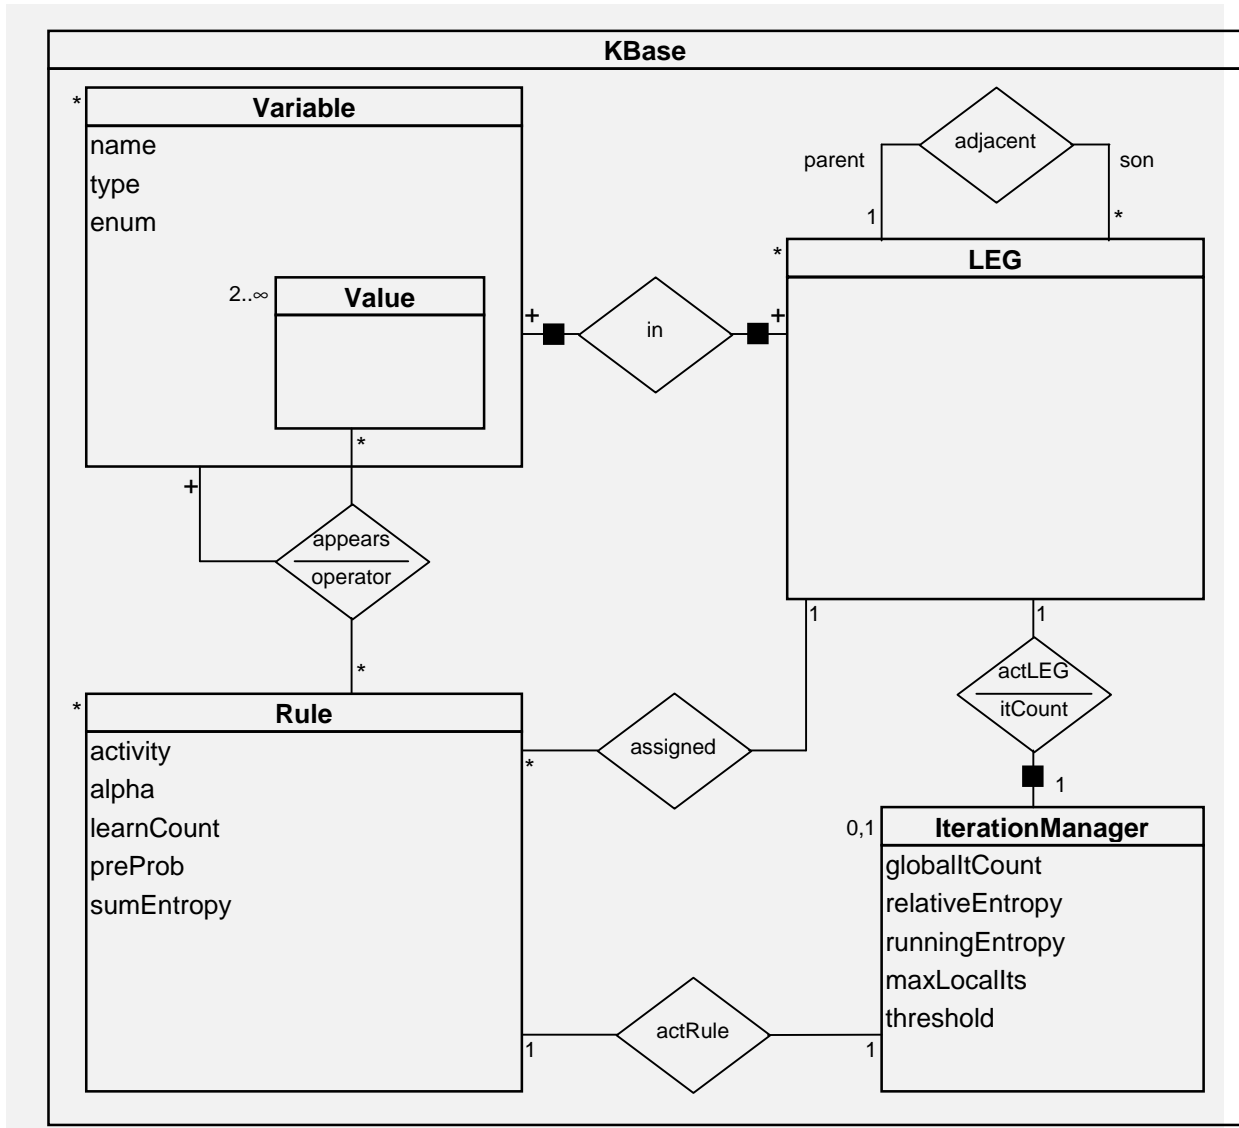 KBase
* Variable
name
type
enum
2..∞ Value
*
+
appears
operator
*
+ in +
adjacent
parent son
1 *
* LEG
1 1
actLEG
itCount
1
* Rule
activity
alpha
learnCount
preProb
sumEntropy
* assigned
0,1 IterationManager
globalItCount
relativeEntropy
runningEntropy
maxLocalIts
threshold
1 actRule 1